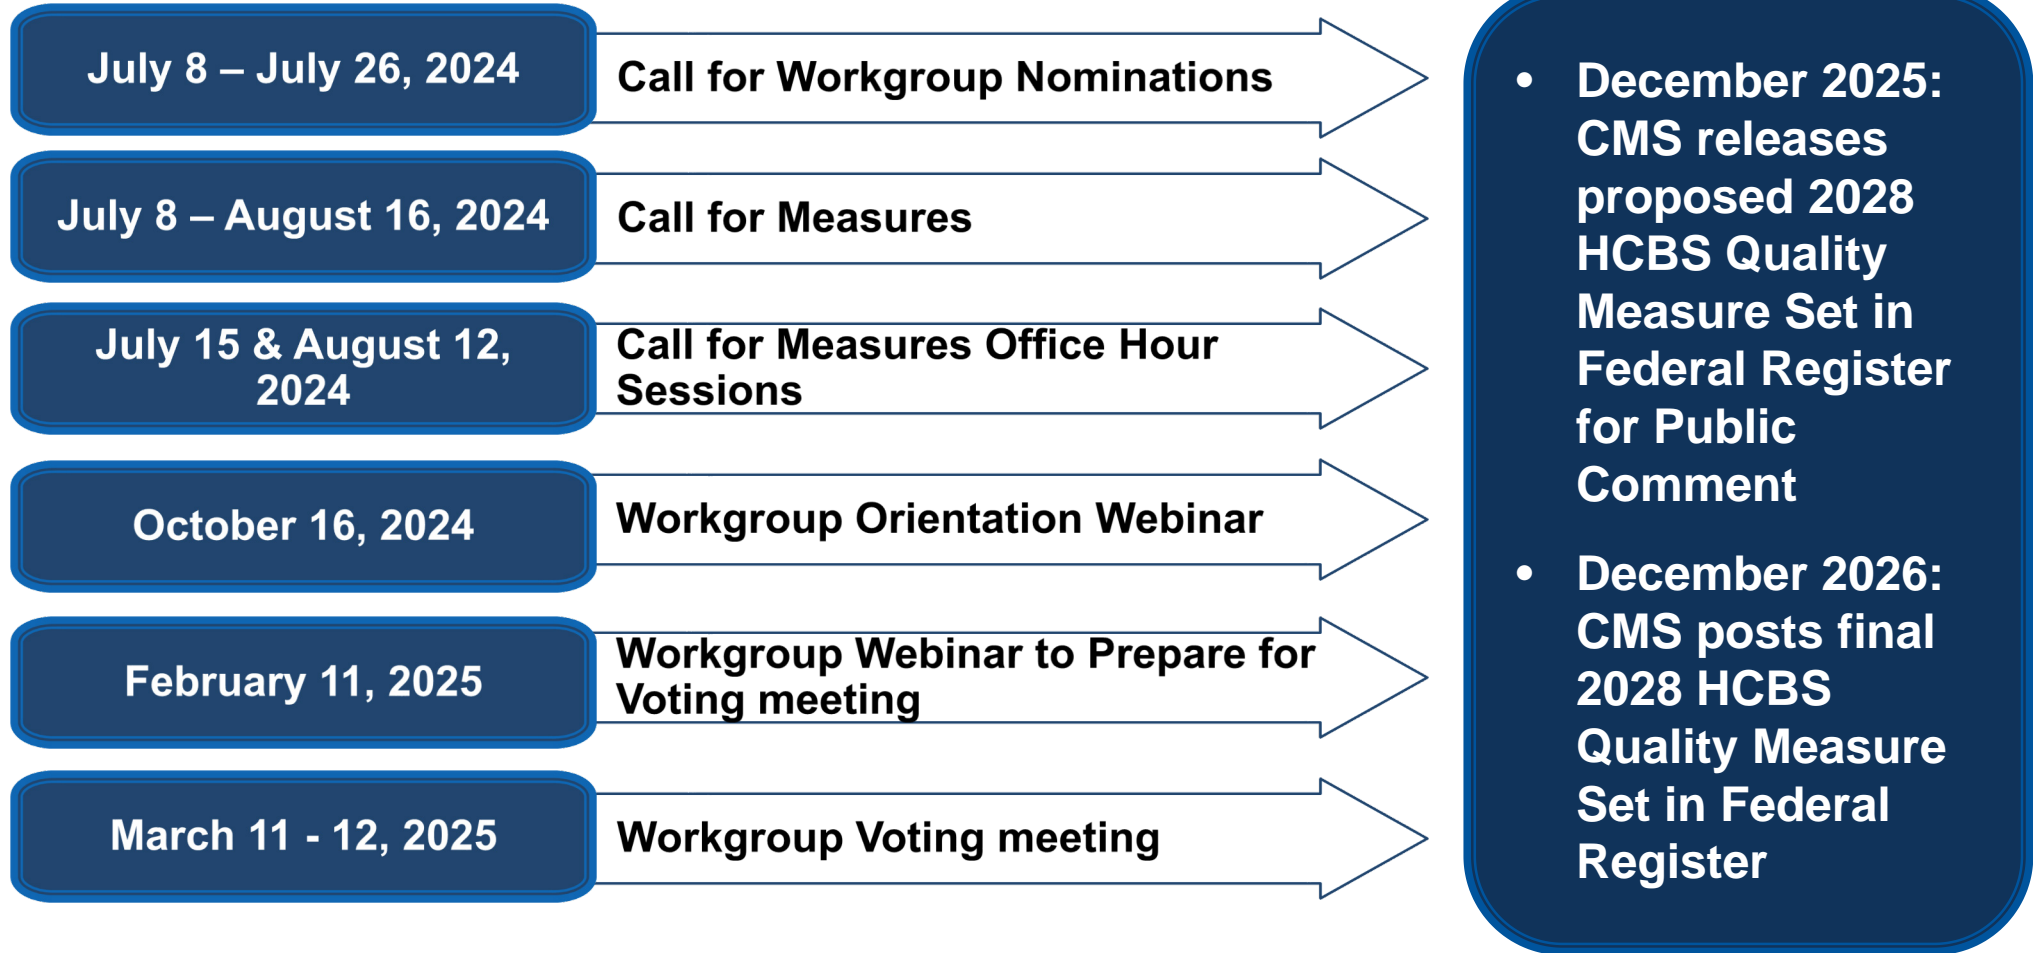 July 8 – July 26, 2024
Call for Workgroup Nominations
July 8 – August 16, 2024
Call for Measures
July 15 & August 12,
2024
Call for Measures Office Hour
Sessions
October 16, 2024
Workgroup Orientation Webinar
February 11, 2025
Workgroup Webinar to Prepare for
Voting meeting
March 11 - 12, 2025
Workgroup Voting meeting
• December 2025:
CMS releases
proposed 2028
HCBS Quality
Measure Set in
Federal Register
for Public
Comment
• December 2026:
CMS posts final
2028 HCBS
Quality Measure
Set in Federal
Register